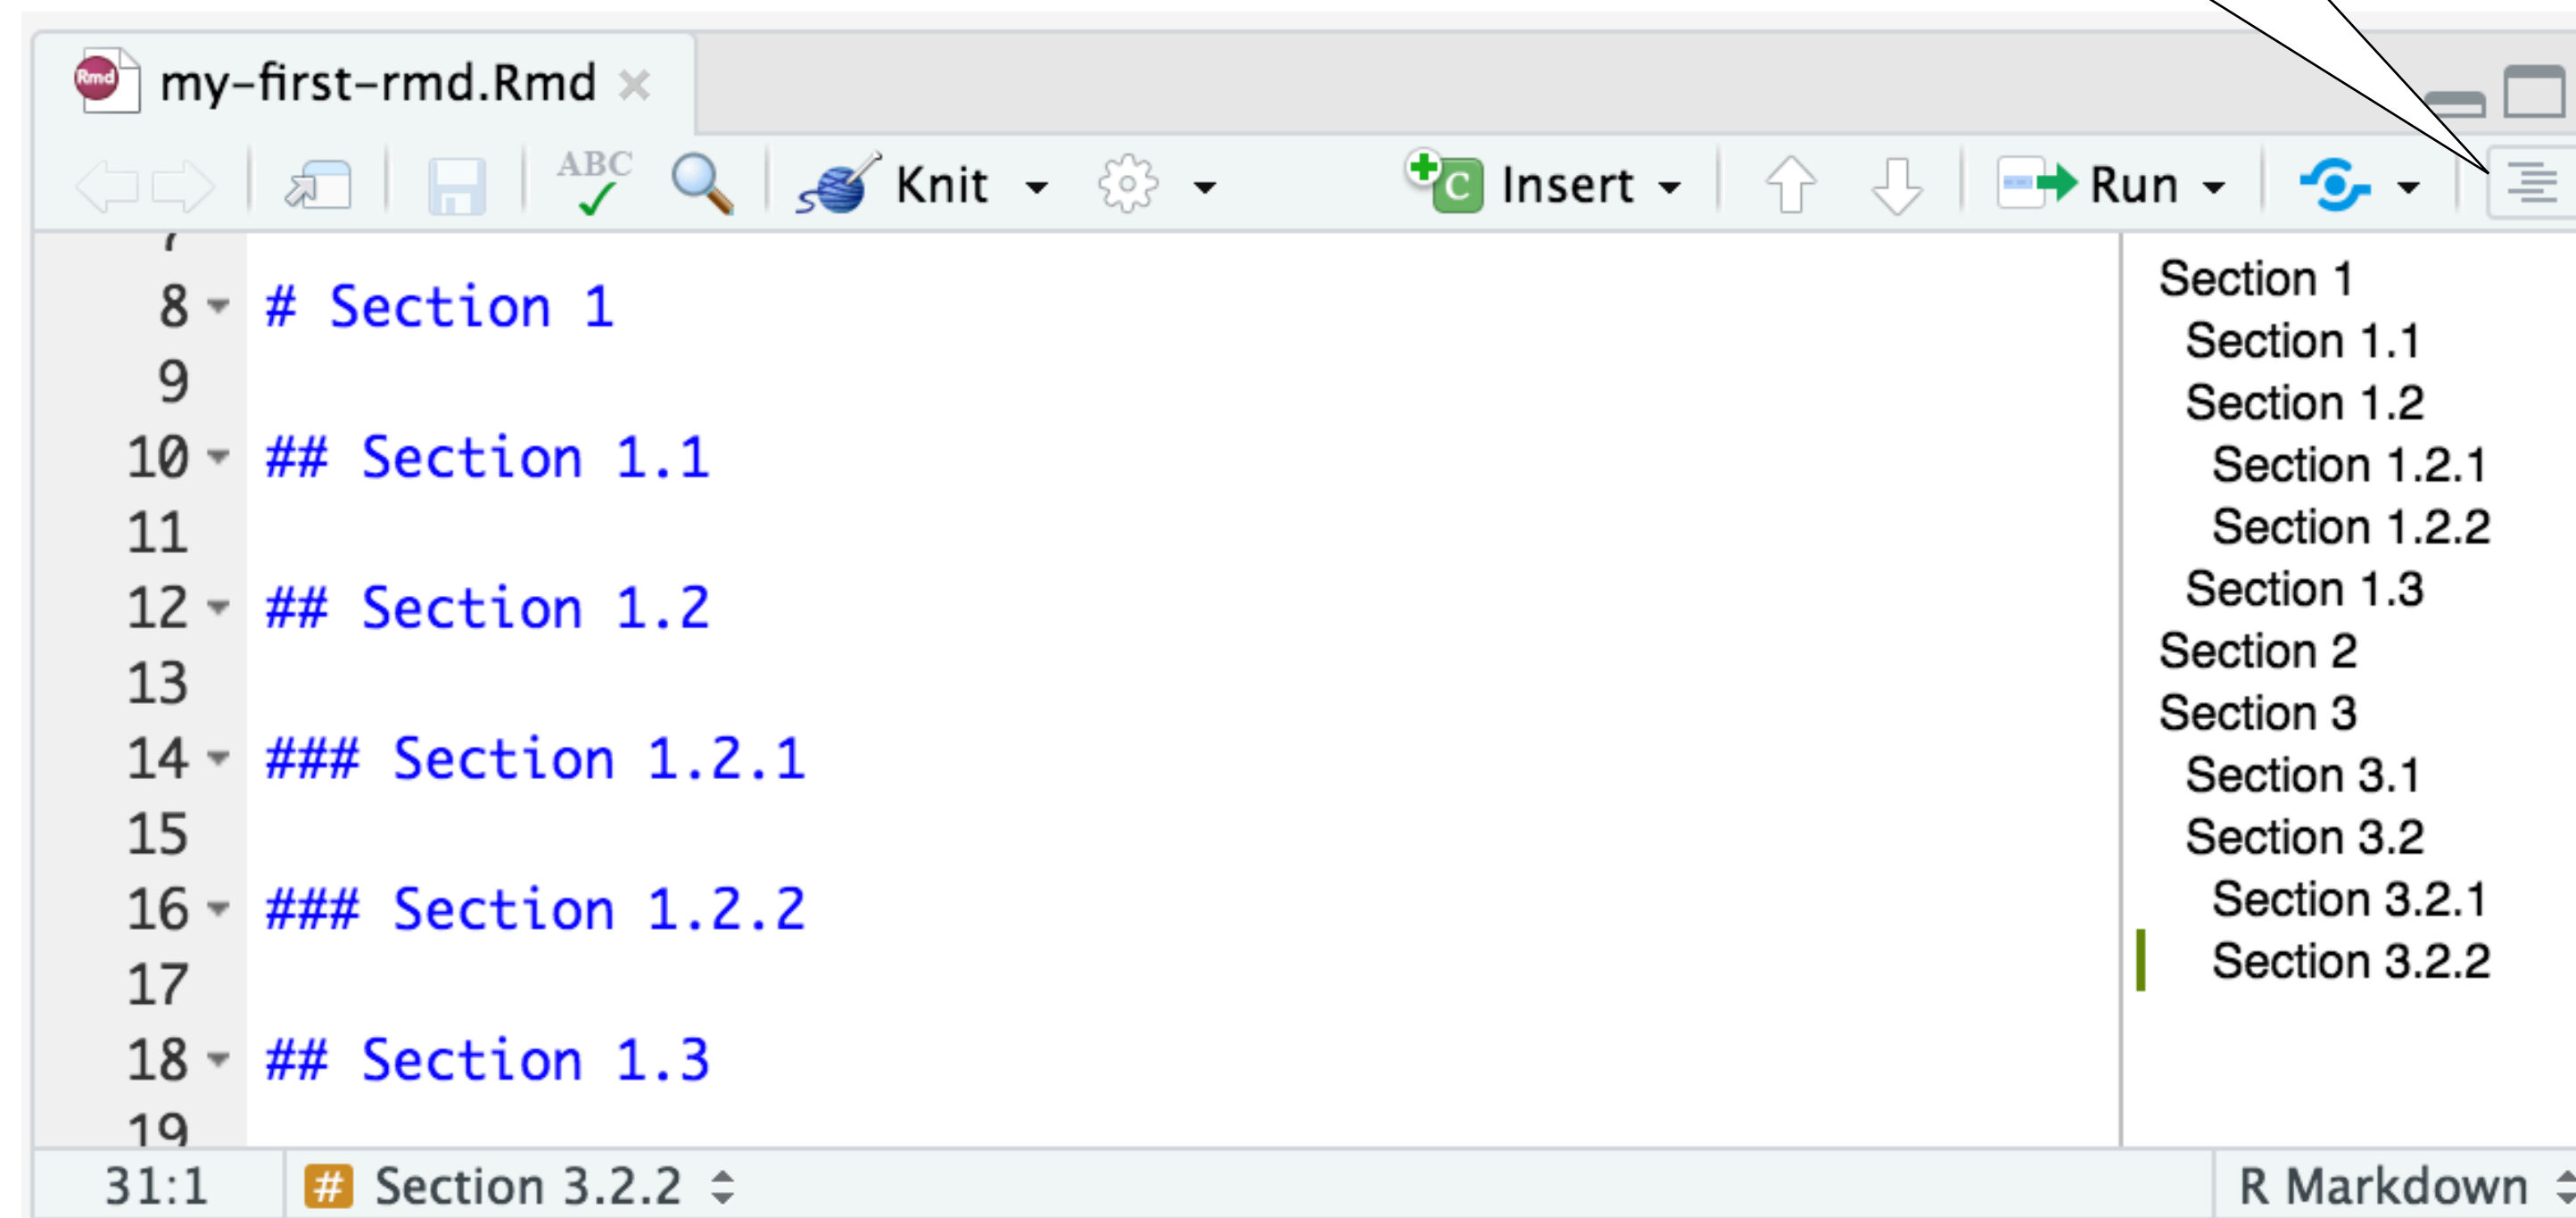 Rmd my-first-rmd.Rmd
ABC Knit C Insert Run
7
8 # Section 1
9
10 ## Section 1.1
11
12 ## Section 1.2
13
14 ### Section 1.2.1
15
16 ### Section 1.2.2
17
18 ## Section 1.3
19
Section 1
Section 1.1
Section 1.2
Section 1.2.1
Section 1.2.2
Section 1.3
Section 2
Section 3
Section 3.1
Section 3.2
Section 3.2.1
Section 3.2.2
31:1 # Section 3.2.2 R Markdown